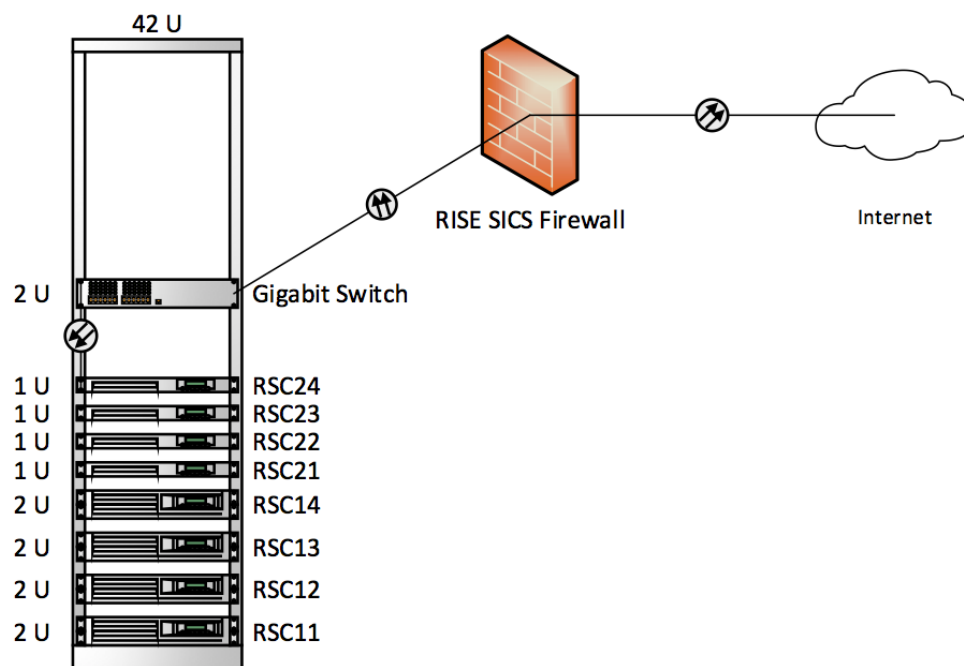 42 U
RISE SICS Firewall
Internet
2 U Gigabit Switch
1 U RSC24
1 U RSC23
1 U RSC22
1 U RSC21
2 U RSC14
2 U RSC13
2 U RSC12
2 U RSC11